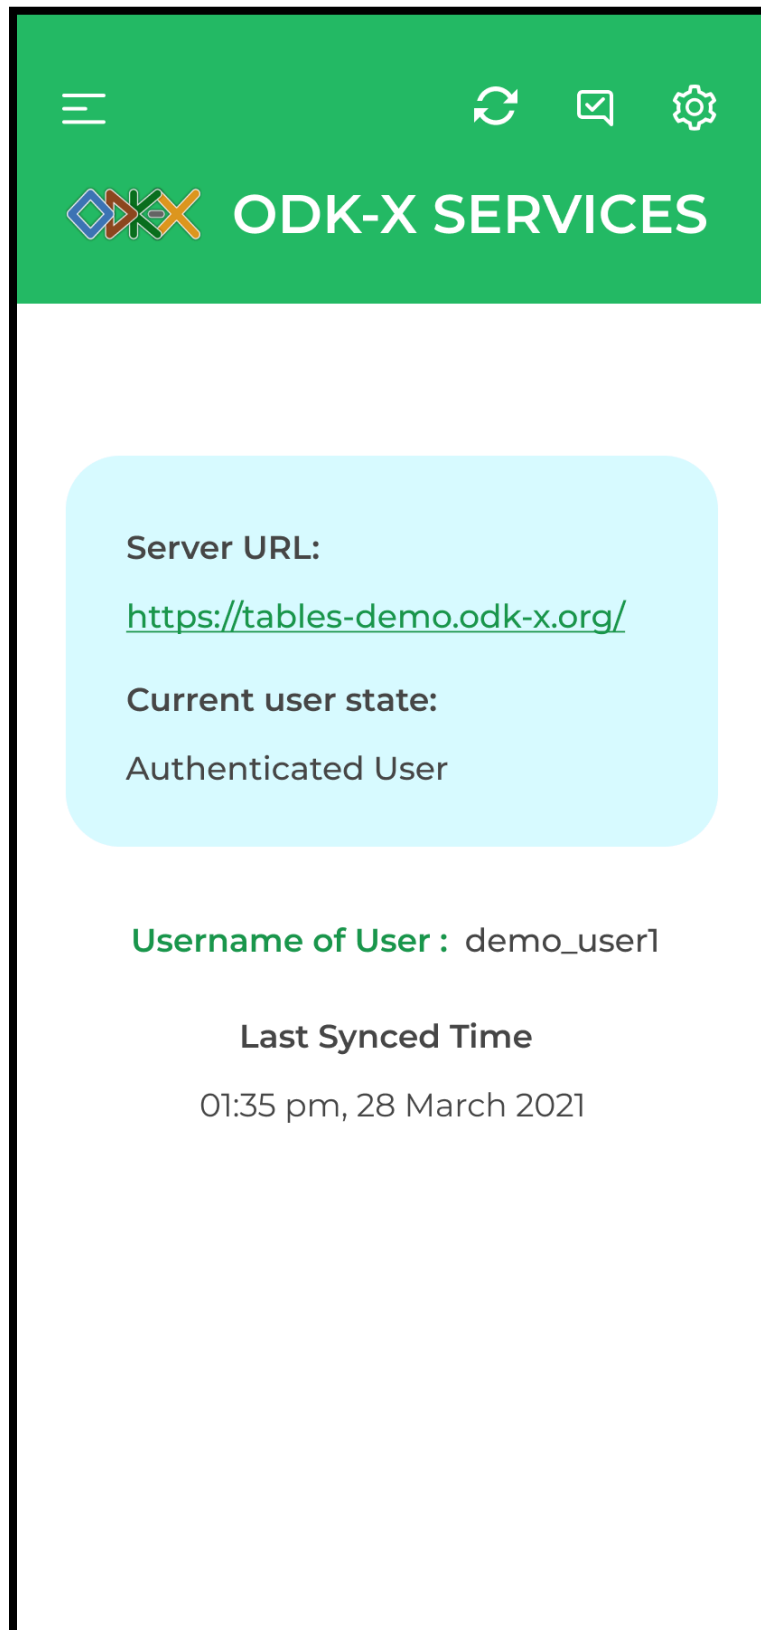 ODK-X
ODK-X SERVICES
Server URL:
https://tables-demo.odk-x.org/
Current user state:
Authenticated User
Username of User : demo_user1
Last Synced Time
01:35 pm, 28 March 2021